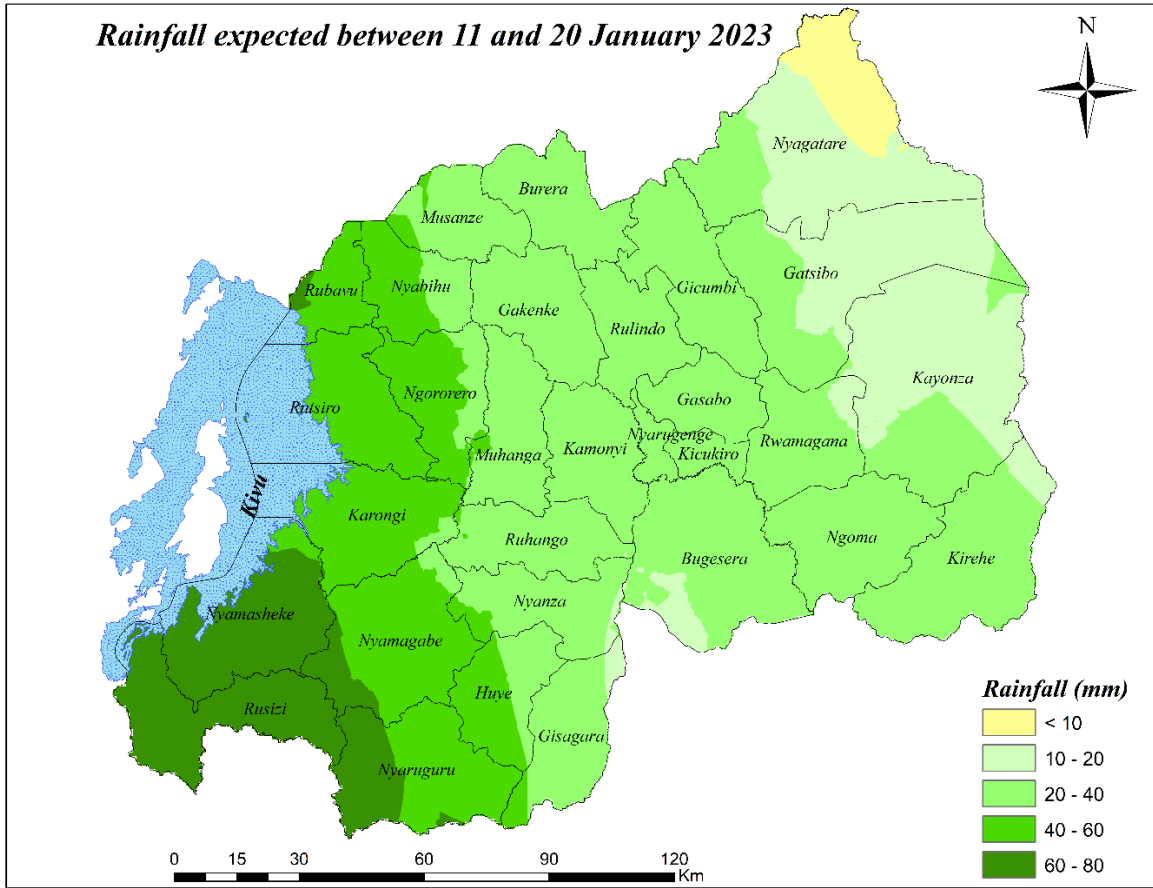 Rainfall expected between 11 and 20 January 2023
N
Nyagatare
Burera
Musanze
Gatsibo
Rubavu
Nyabihu
Gicumbi
Gakenke
Rulindo
Kayonza
Ngororero
Gasabo
Rutsiro
Nyarugenge
Rwamagana
Muhanga
Kamonyi
Kicukiro
Kivu
Karongi
Ruhango
Bugesera
Ngoma
Kirehe
Nyanza
Nyamasheke
Nyamagabe
Huye
Rusizi
Gisagara
Nyaruguru
Rainfall (mm)
< 10
10 - 20
20 - 40
40 - 60
60 - 80
0 15 30 60 90 120
Km